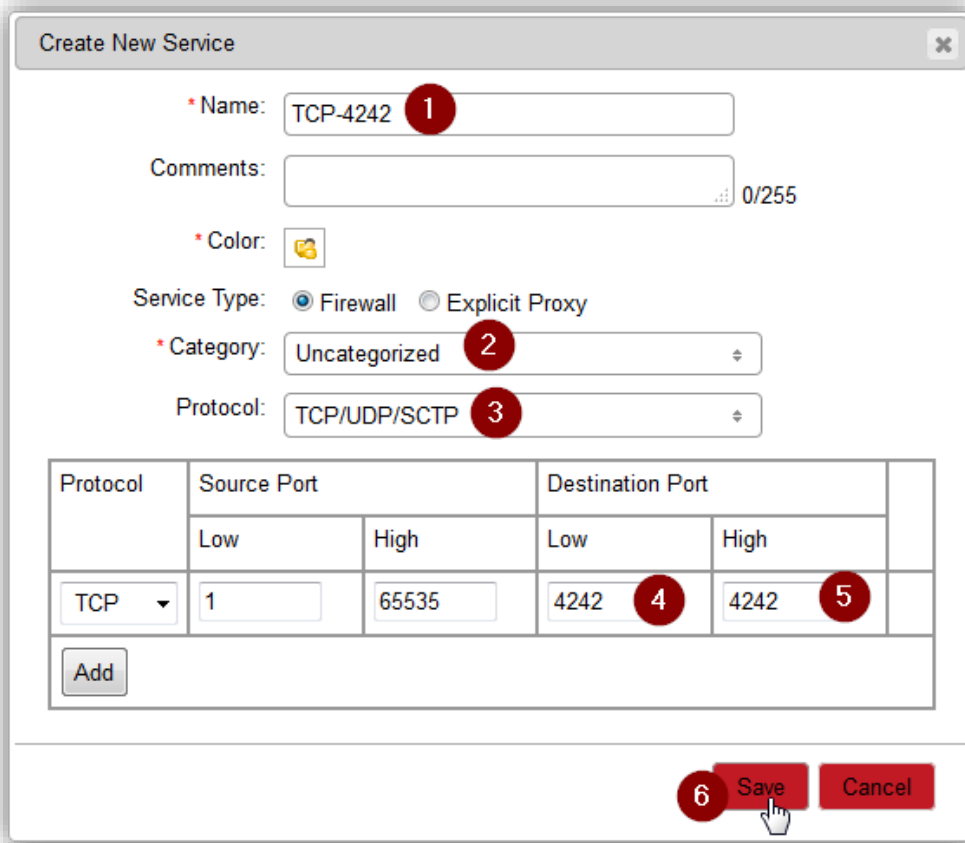 Create New Service
* Name: TCP-4242 1
Comments: 0/255
* Color:
Service Type: Firewall Explicit Proxy
* Category: Uncategorized 2
Protocol: TCP/UDP/SCTP 3
Protocol Source Port Destination Port
Low High Low High
TCP 1 65535 4242 4 4242 5
Add
6 Save Cancel